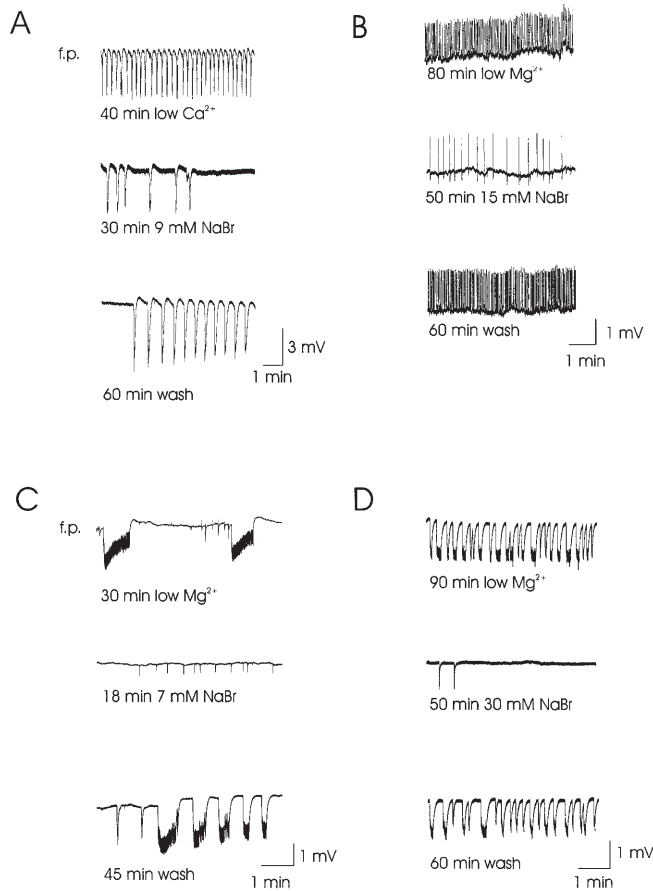 A
f.p.
40 min low Ca²⁺
30 min 9 mM NaBr
3 mV
1 min
60 min wash
B
80 min low Mg²⁺
50 min 15 mM NaBr
60 min wash
1 mV
1 min
C
f.p.
30 min low Mg²⁺
18 min 7 mM NaBr
45 min wash
1 mV
1 min
D
90 min low Mg²⁺
50 min 30 mM NaBr
60 min wash
1 mV
1 min